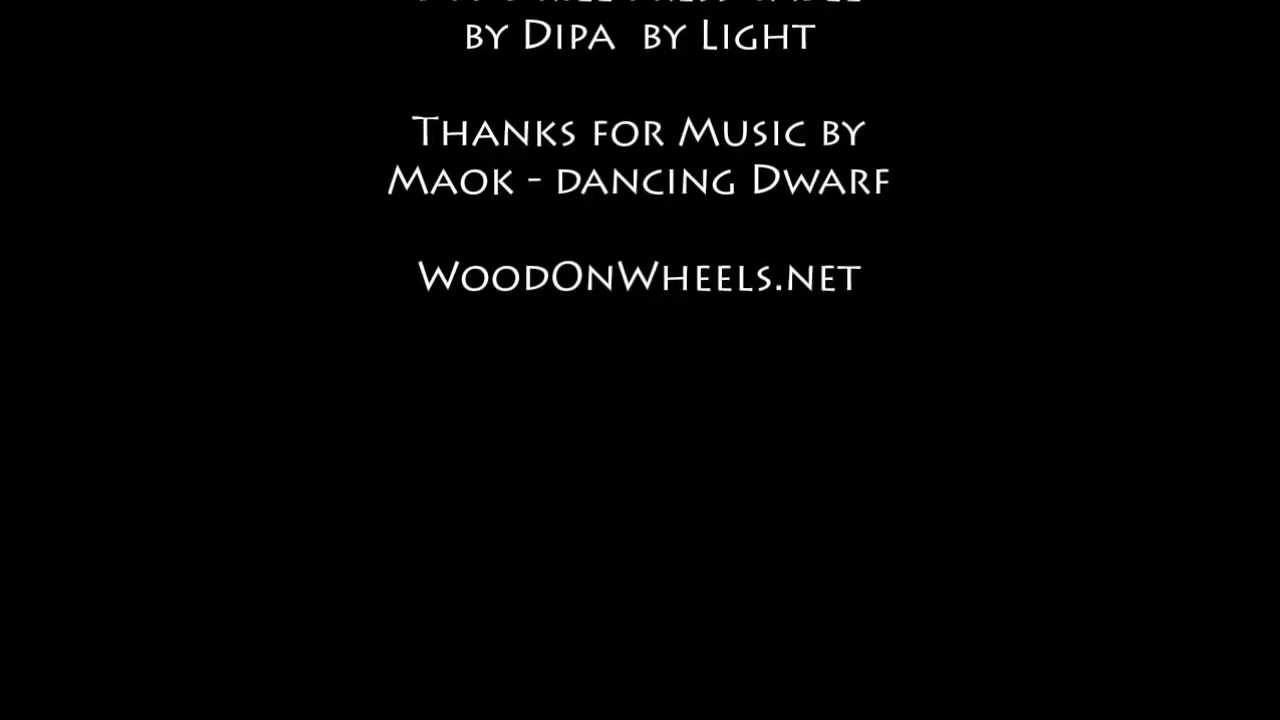 by Dipa by Light
Thanks for Music by
Maok - dancing Dwarf
WoodOnWheels.net